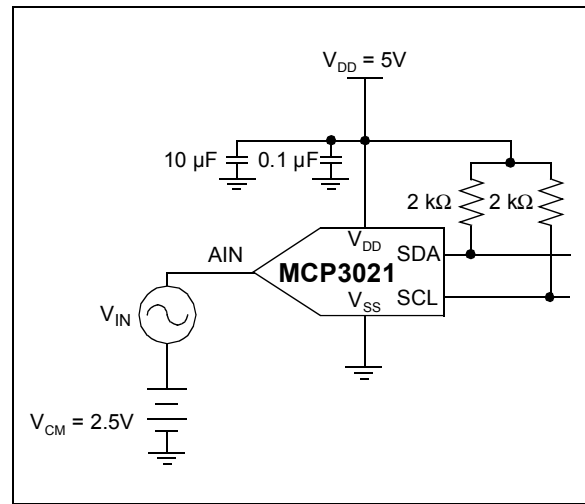 V_DD = 5V
10 µF 0.1 µF
2 kΩ 2 kΩ
V_DD
AIN SDA
MCP3021
V_SS SCL
V_IN
V_CM = 2.5V